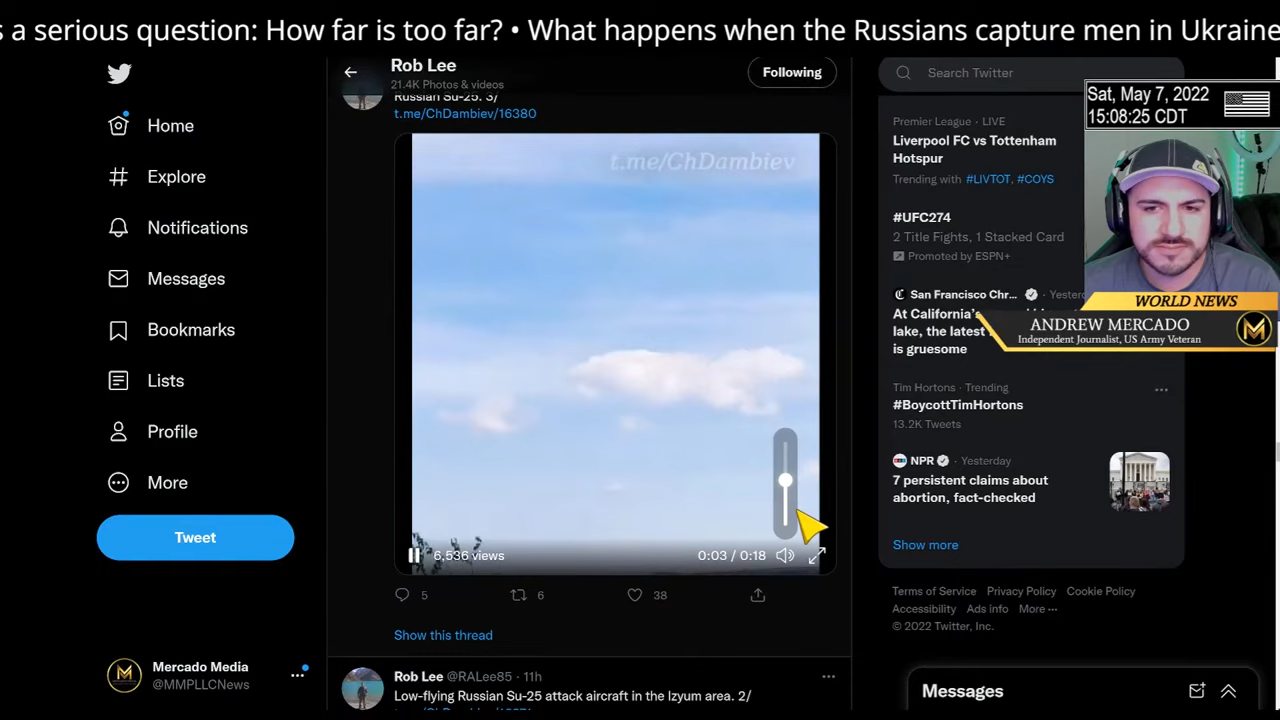 s a serious question: How far is too far? • What happens when the Russians capture men in Ukraine
Rob Lee
21.4K Photos & videos
Following
Search Twitter
Sat, May 7, 2022
15:08:25 CDT
Home
Explore
Notifications
Messages
Bookmarks
Lists
Profile
More
Tweet
Mercado Media
@MMPLLCNews
Russian Su-25. 3/
t.me/ChDambiev/16380
t.me/ChDambiev
6,536 views
0:03 / 0:18
5
6
38
Show this thread
Rob Lee @RALee85 · 11h
Low-flying Russian Su-25 attack aircraft in the Izyum area. 2/
Premier League · LIVE
Liverpool FC vs Tottenham
Hotspur
Trending with #LIVTOT, #COYS
#UFC274
2 Title Fights, 1 Stacked Card
Promoted by ESPN+
San Francisco Chr... · Yester
At California's
lake, the latest
is gruesome
WORLD NEWS
ANDREW MERCADO
Independent Journalist, US Army Veteran
Tim Hortons · Trending
#BoycottTimHortons
13.2K Tweets
NPR · Yesterday
7 persistent claims about
abortion, fact-checked
Show more
Terms of Service Privacy Policy Cookie Policy
Accessibility Ads info More ···
© 2022 Twitter, Inc.
Messages